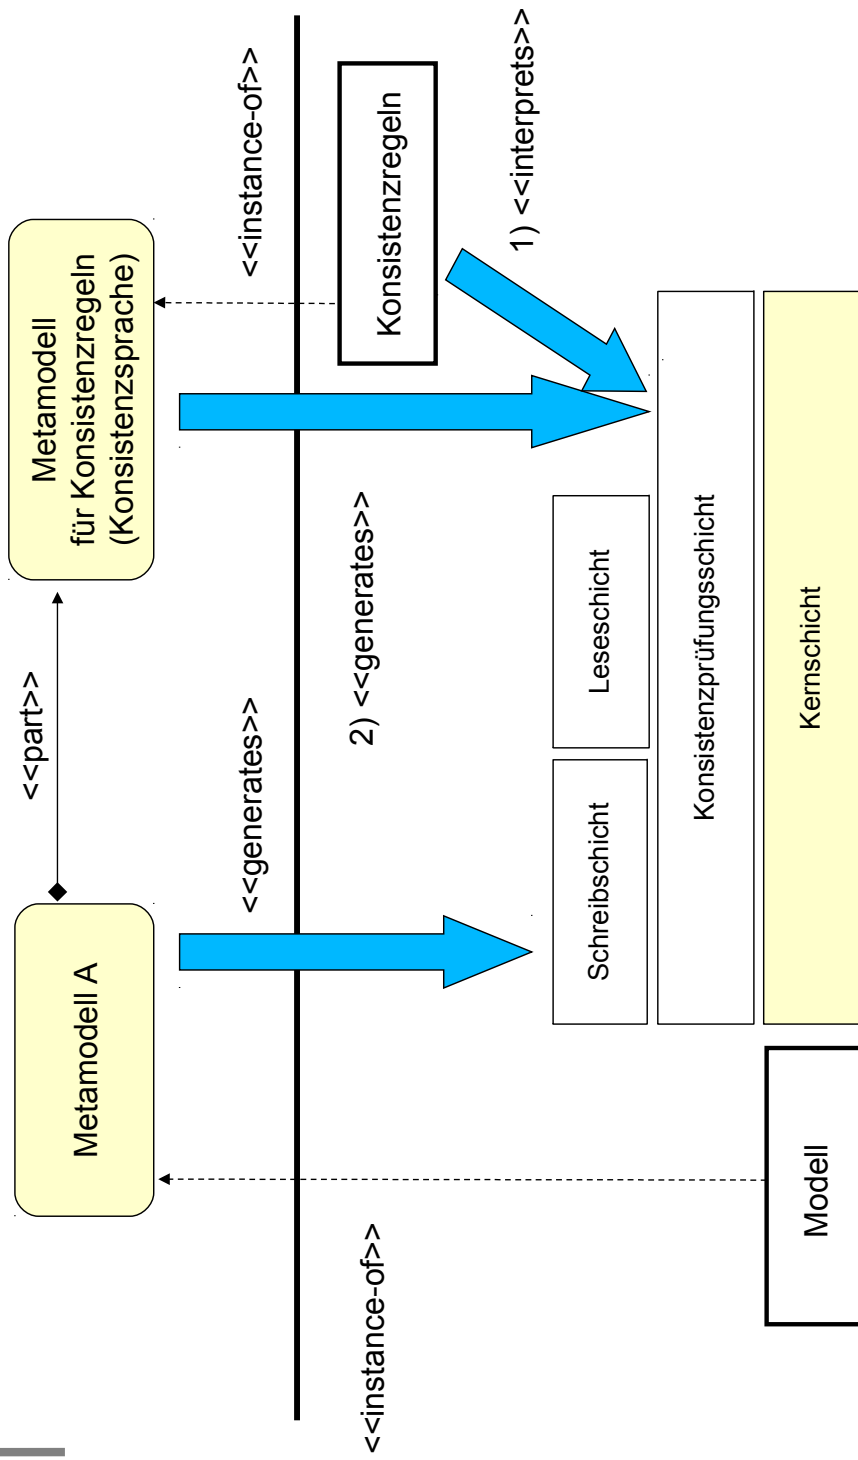 <<part>>
Metamodell A
Metamodell
für Konsistenzregeln
(Konsistenzsprache)
<<generates>>
<<instance-of>>
<<instance-of>>
2) <<generates>>
Konsistenzregeln
1) <<interprets>>
Schreibschicht
Leseschicht
Konsistenzprüfungsschicht
Modell
Kernschicht